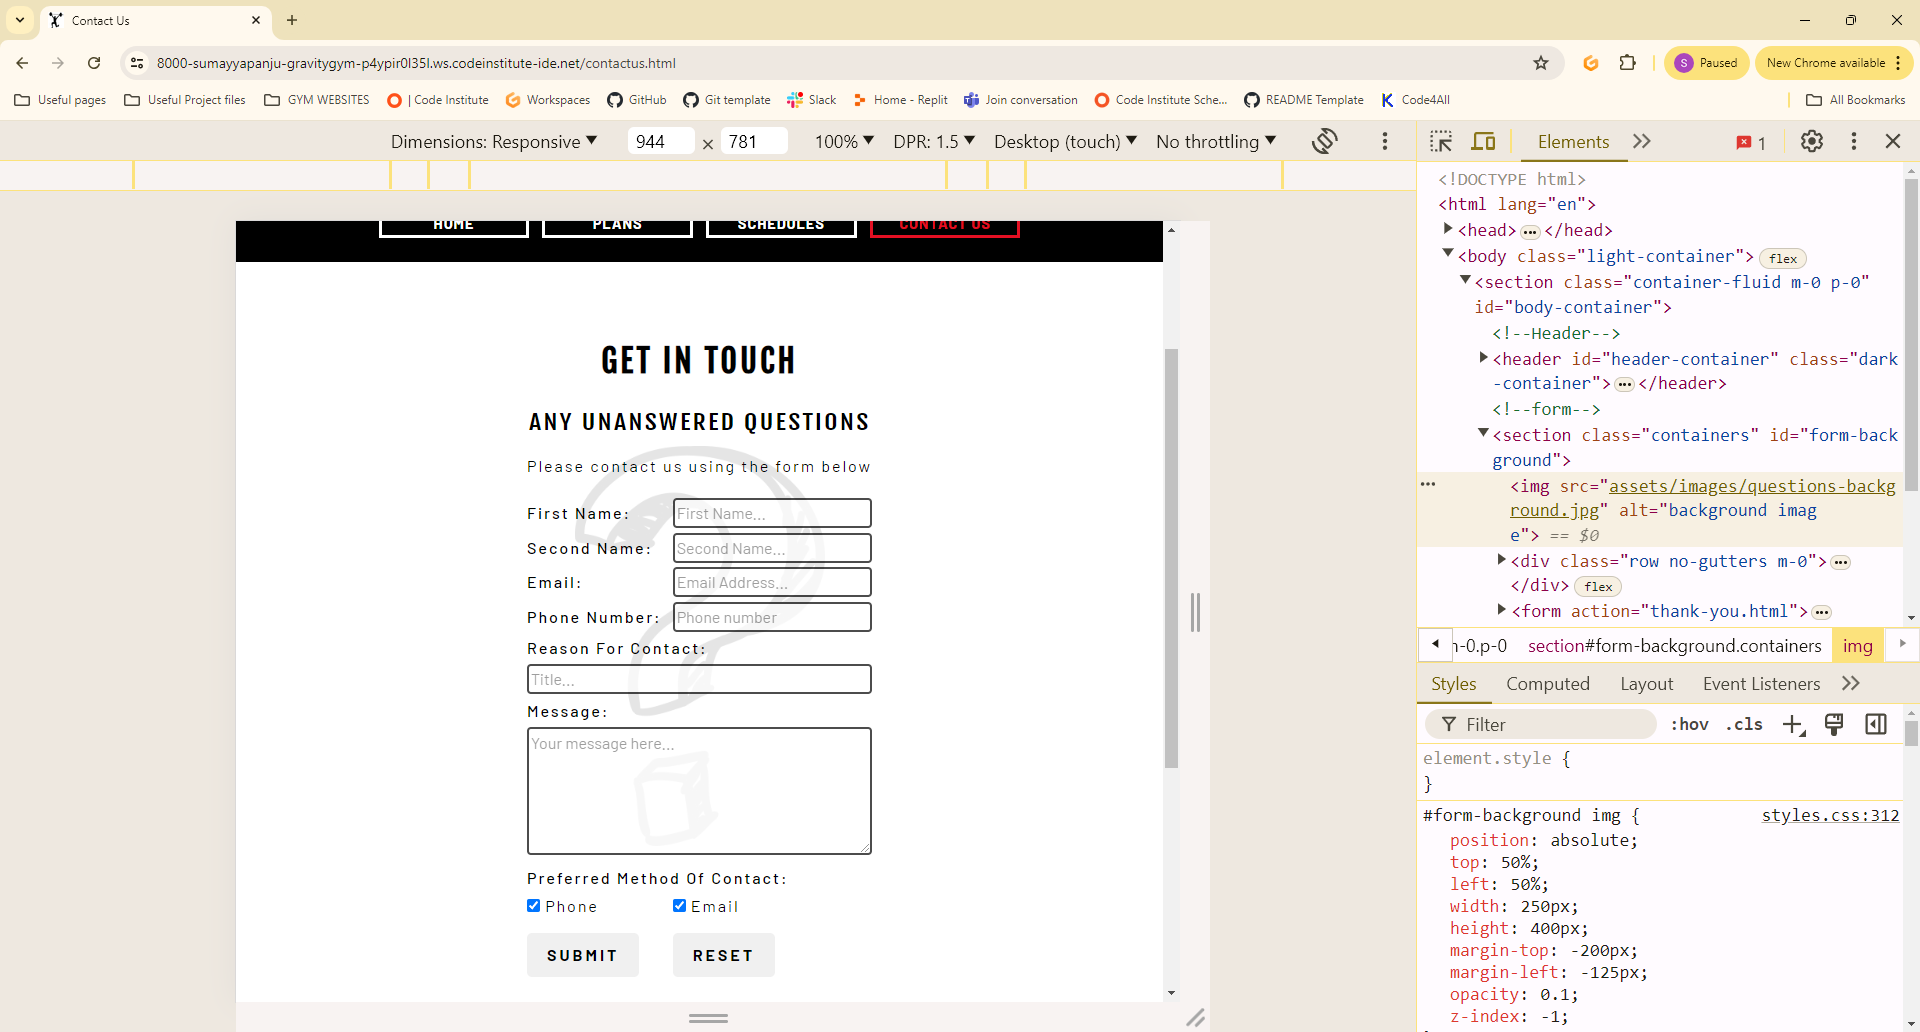 Contact Us
8000-sumayyapanju-gravitygym-p4ypir0l35l.ws.codeinstitute-ide.net/contactus.html
S Paused
New Chrome available
Useful pages
Useful Project files
GYM WEBSITES
| Code Institute
Workspaces
GitHub
Git template
Slack
Home - Replit
Join conversation
Code Institute Sche...
README Template
Code4All
All Bookmarks
Dimensions: Responsive
944 × 781
100%
DPR: 1.5
Desktop (touch)
No throttling
HOME
PLANS
SCHEDULES
CONTACT US
GET IN TOUCH
ANY UNANSWERED QUESTIONS
Please contact us using the form below
First Name: First Name...
Second Name: Second Name...
Email: Email Address...
Phone Number: Phone number
Reason For Contact:
Title...
Message:
Your message here...
Preferred Method Of Contact:
Phone Email
SUBMIT RESET
Elements
1
<!DOCTYPE html>
<html lang="en">
<head> ••• </head>
<body class="light-container"> flex
<section class="container-fluid m-0 p-0"
id="body-container">
<!--Header-->
<header id="header-container" class="dark
-container"> ••• </header>
<!--form-->
<section class="containers" id="form-back
ground">
<img src="assets/images/questions-backg
round.jpg" alt="background imag
e"> == $0
<div class="row no-gutters m-0"> •••
</div> flex
<form action="thank-you.html"> •••
n-0.p-0 section#form-background.containers img
Styles Computed Layout Event Listeners
Filter :hov .cls
element.style {
}
#form-background img { styles.css:312
position: absolute;
top: 50%;
left: 50%;
width: 250px;
height: 400px;
margin-top: -200px;
margin-left: -125px;
opacity: 0.1;
z-index: -1;